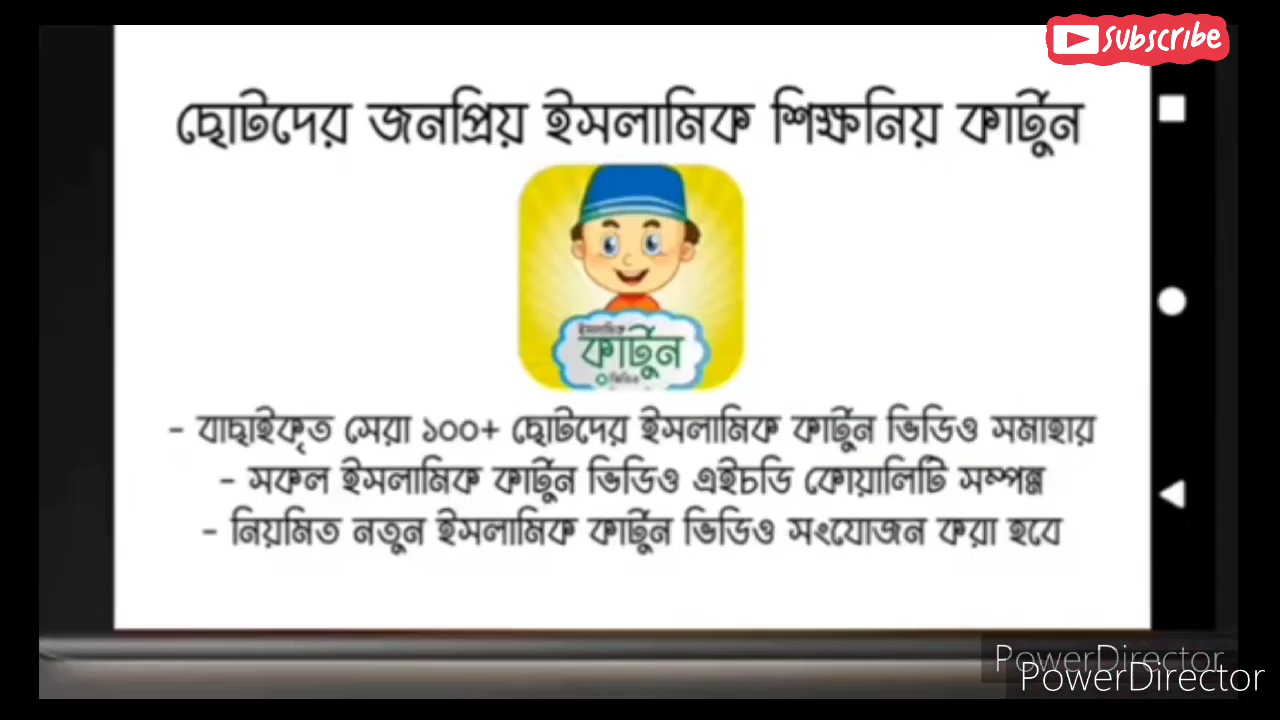 Subscribe
ছোটদের জনপ্রিয় ইসলামিক শিক্ষনিয় কার্টুন
ইসলামিক
কার্টুন
ভিডিও
- বাছাইকৃত সেরা ১০০+ ছোটদের ইসলামিক কার্টুন ভিডিও সমাহার
- সকল ইসলামিক কার্টুন ভিডিও এইচডি কোয়ালিটি সম্পন্ন
- নিয়মিত নতুন ইসলামিক কার্টুন ভিডিও সংযোজন করা হবে
PowerDirector
PowerDirector